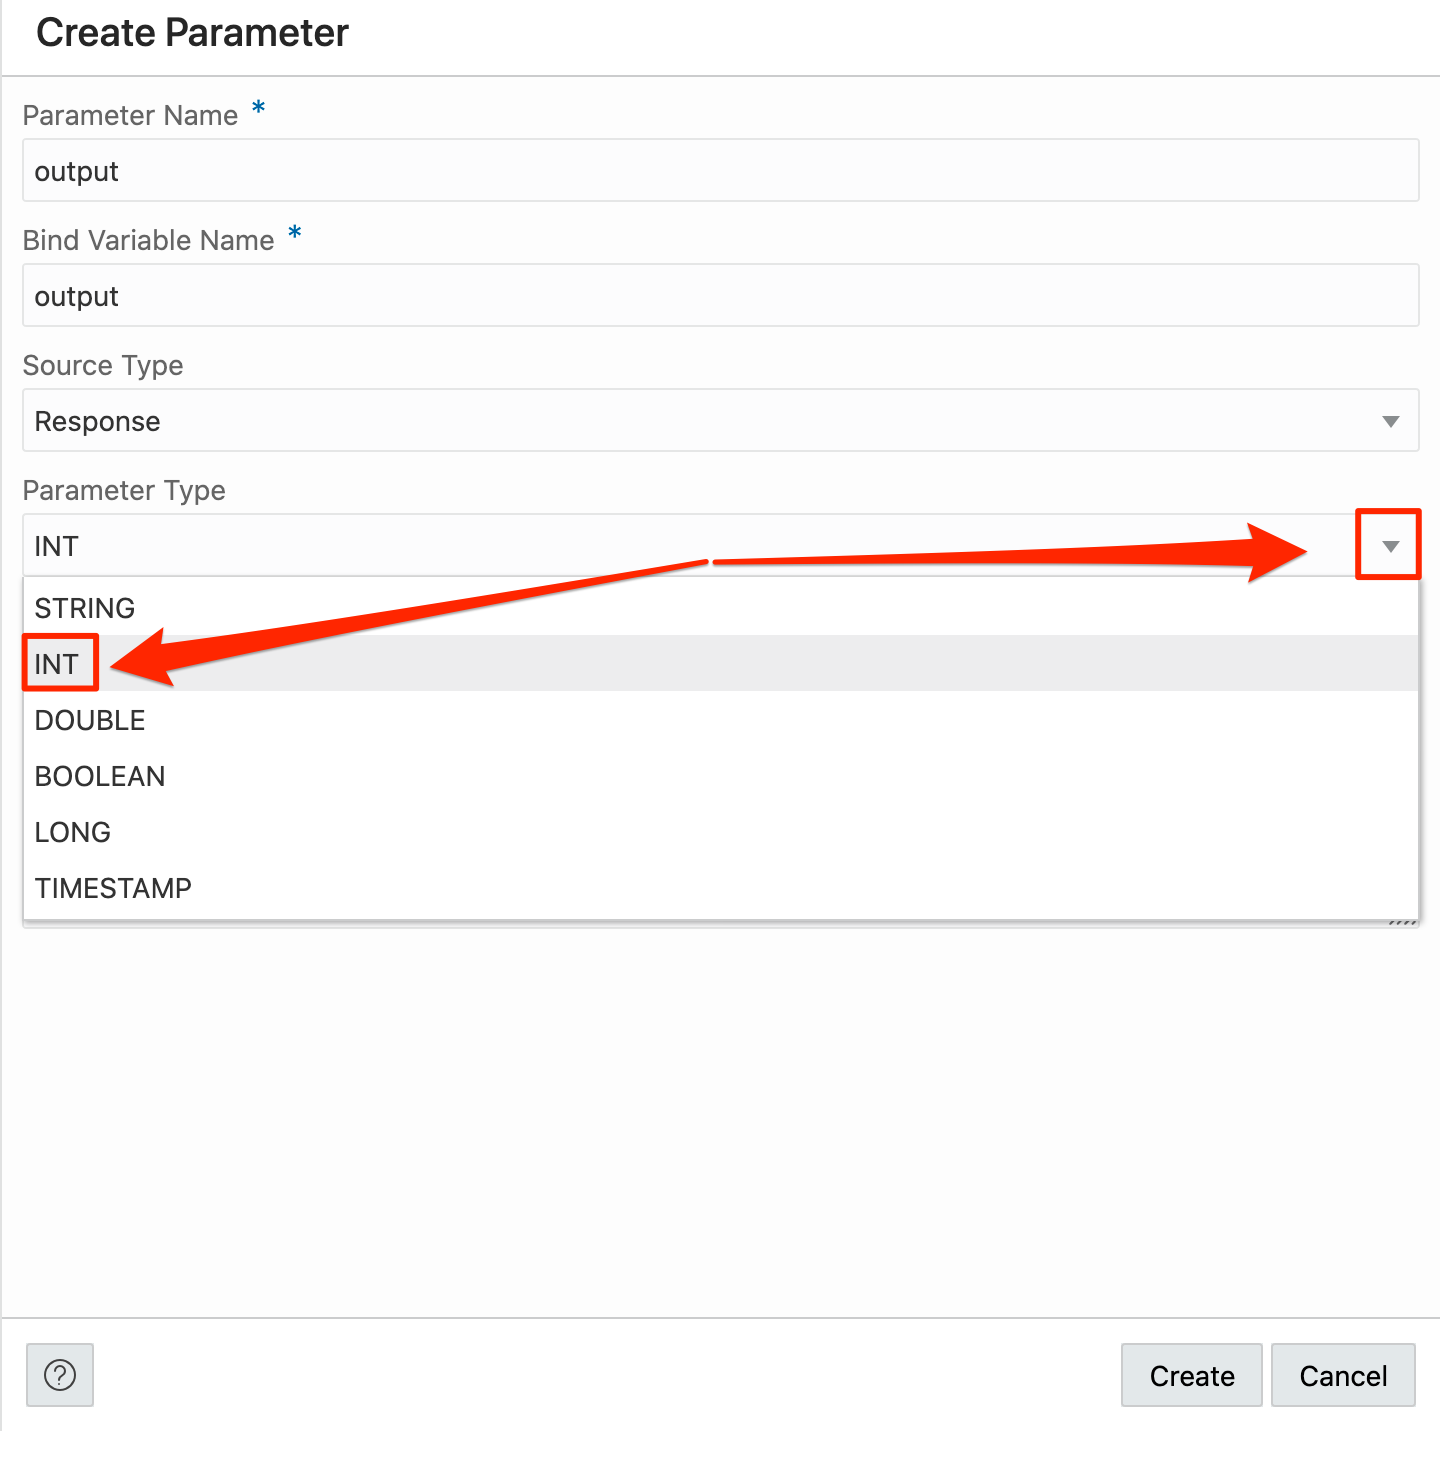 Create Parameter
Parameter Name *
output
Bind Variable Name *
output
Source Type
Response
Parameter Type
INT
STRING
INT
DOUBLE
BOOLEAN
LONG
TIMESTAMP
?
Create Cancel